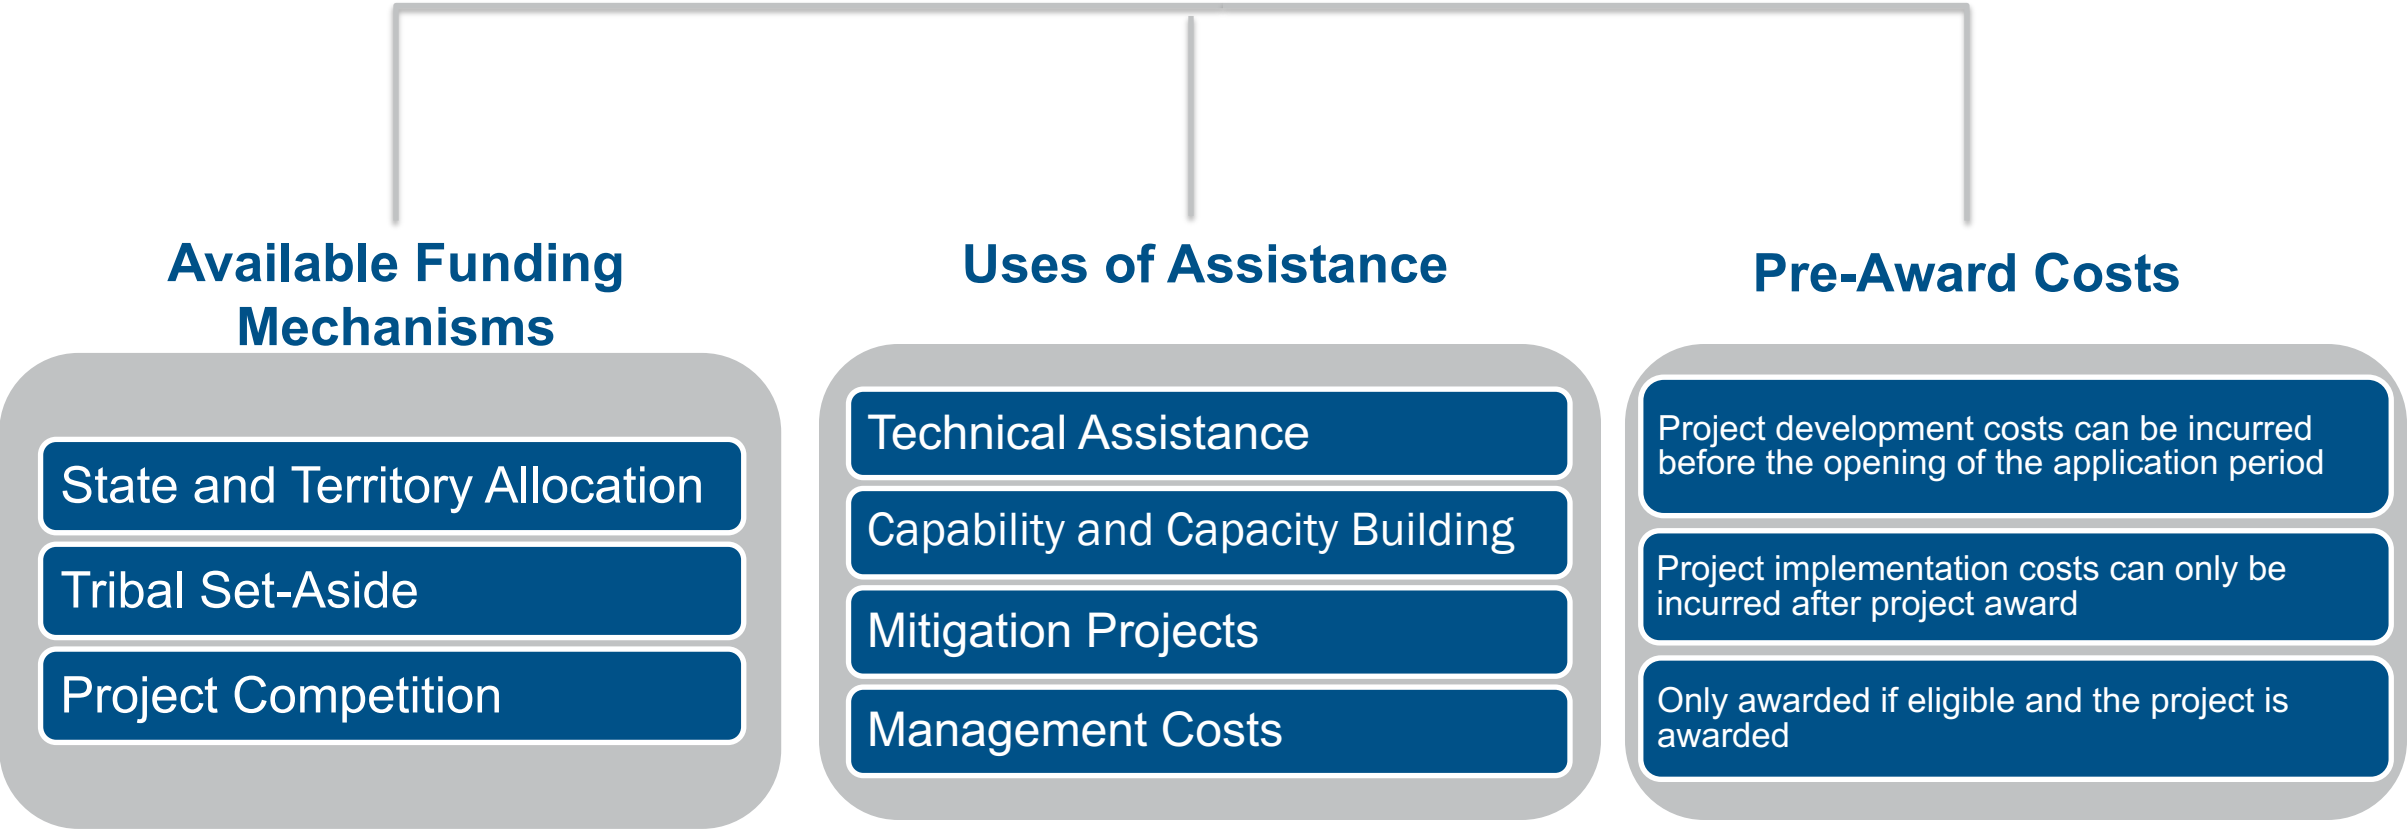 Available Funding
Mechanisms
State and Territory Allocation
Tribal Set-Aside
Project Competition
Uses of Assistance
Technical Assistance
Capability and Capacity Building
Mitigation Projects
Management Costs
Pre-Award Costs
Project development costs can be incurred
before the opening of the application period
Project implementation costs can only be
incurred after project award
Only awarded if eligible and the project is
awarded